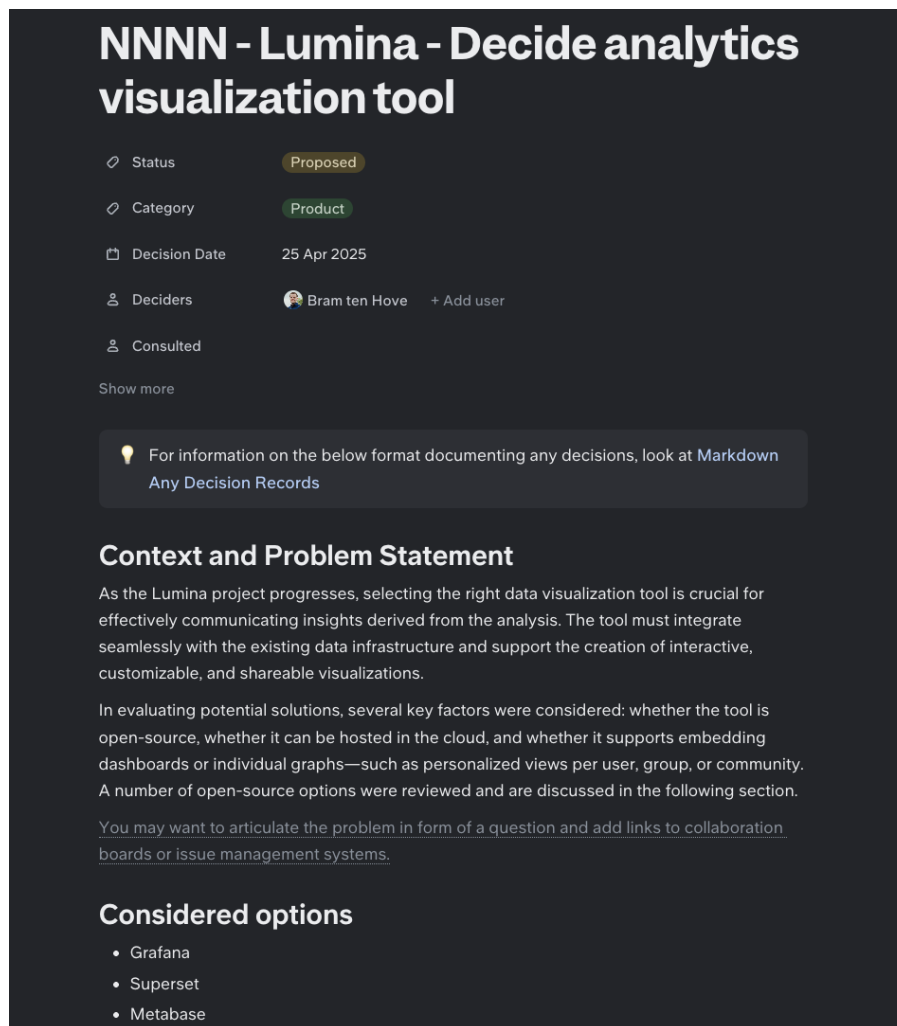 NNNN - Lumina - Decide analytics
visualization tool
Status
Proposed
Category
Product
Decision Date
25 Apr 2025
Deciders
Bram ten Hove
+ Add user
Consulted
Show more
For information on the below format documenting any decisions, look at Markdown
Any Decision Records
Context and Problem Statement
As the Lumina project progresses, selecting the right data visualization tool is crucial for
effectively communicating insights derived from the analysis. The tool must integrate
seamlessly with the existing data infrastructure and support the creation of interactive,
customizable, and shareable visualizations.
In evaluating potential solutions, several key factors were considered: whether the tool is
open-source, whether it can be hosted in the cloud, and whether it supports embedding
dashboards or individual graphs—such as personalized views per user, group, or community.
A number of open-source options were reviewed and are discussed in the following section.
You may want to articulate the problem in form of a question and add links to collaboration
boards or issue management systems.
Considered options
• Grafana
• Superset
• Metabase